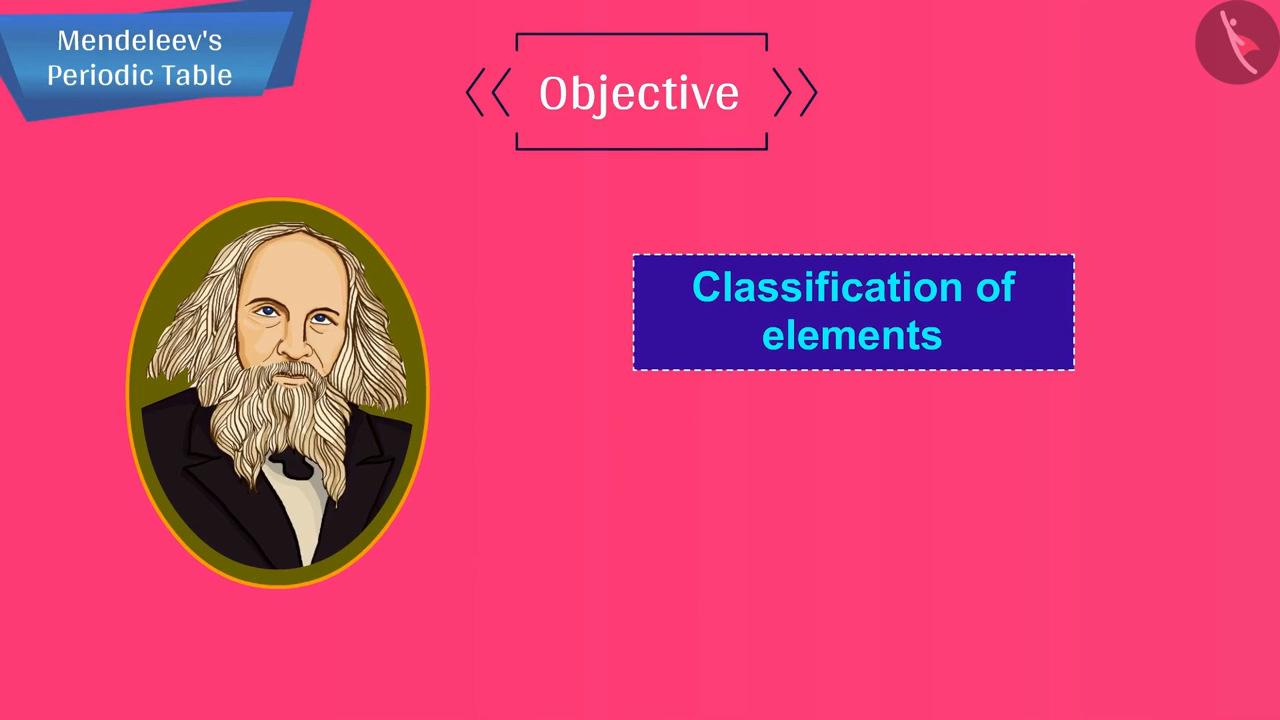 Mendeleev's
Periodic Table
Objective
Classification of
elements